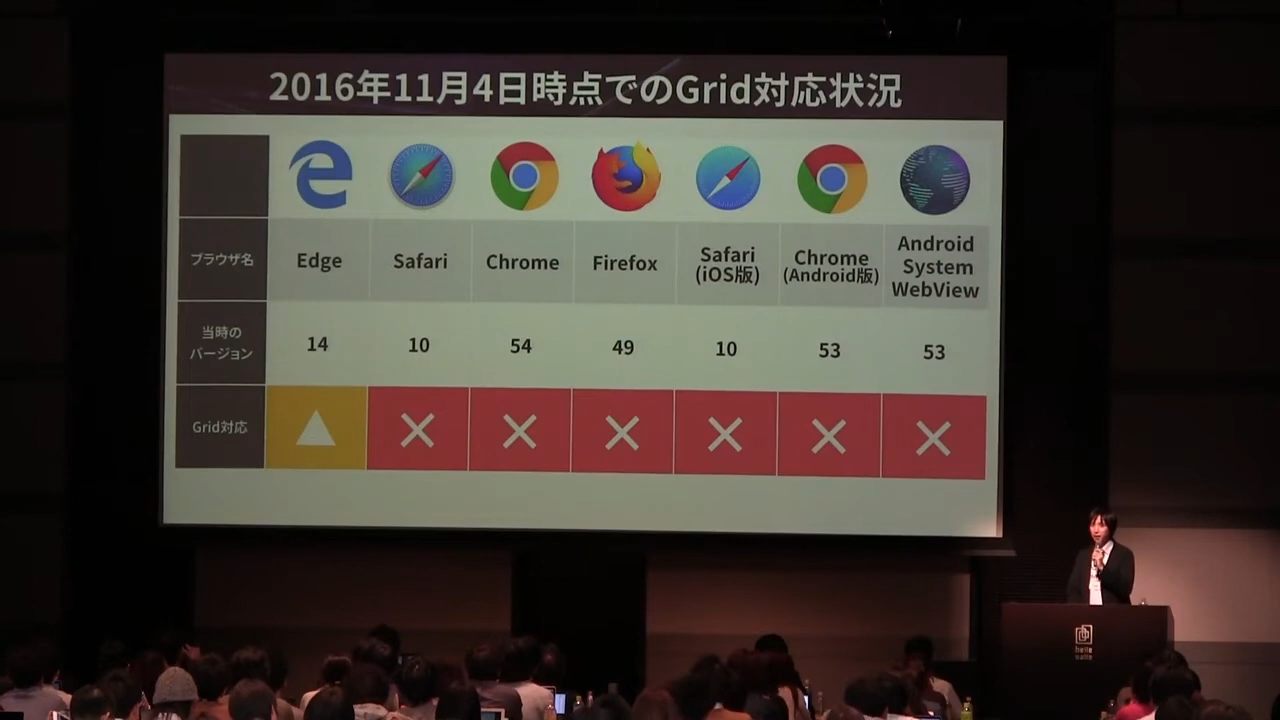 2016年11月4日時点でのGrid対応状況
ブラウザ名
Edge
Safari
Chrome
Firefox
Safari
(iOS版)
Chrome
(Android版)
Android
System
WebView
当時の
バージョン
14
10
54
49
10
53
53
Grid対応
belle
salle